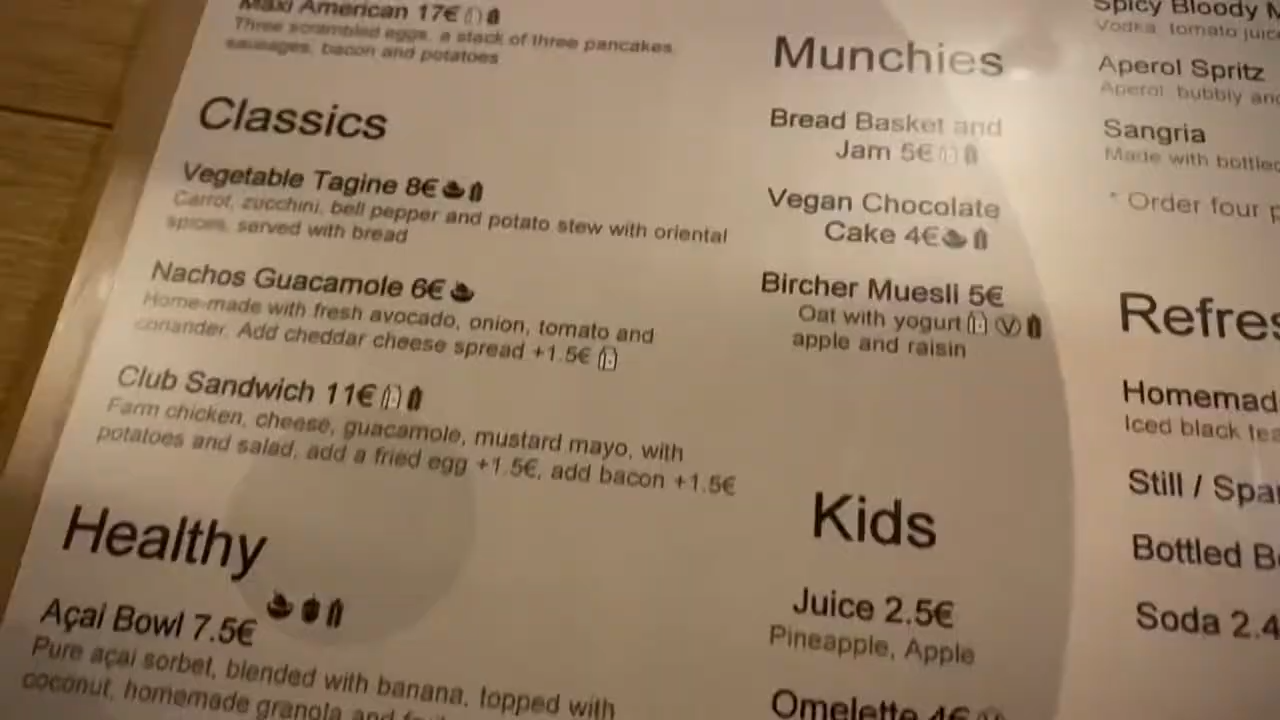 Maxi American 17€
Three scrambled eggs, a stack of three pancakes
sausages, bacon and potatoes
Classics
Vegetable Tagine 8€
Carrot, zucchini, bell pepper and potato stew with oriental
spices, served with bread
Nachos Guacamole 6€
Home-made with fresh avocado, onion, tomato and
coriander. Add cheddar cheese spread +1.5€
Club Sandwich 11€
Farm chicken, cheese, guacamole, mustard mayo, with
potatoes and salad, add a fried egg +1.5€, add bacon +1.5€
Healthy
Açai Bowl 7.5€
Pure açai sorbet, blended with banana, topped with
coconut, homemade granola and
Munchies
Bread Basket and
Jam 5€
Vegan Chocolate
Cake 4€
Bircher Muesli 5€
Oat with yogurt V
apple and raisin
Kids
Juice 2.5€
Pineapple, Apple
Omelette 4€
Spicy Bloody
Vodka, tomato juice
Aperol Spritz
Aperol, bubbly and
Sangria
Made with bottled
* Order four
Refres
Homemad
Iced black tea
Still / Spa
Bottled B
Soda 2.4